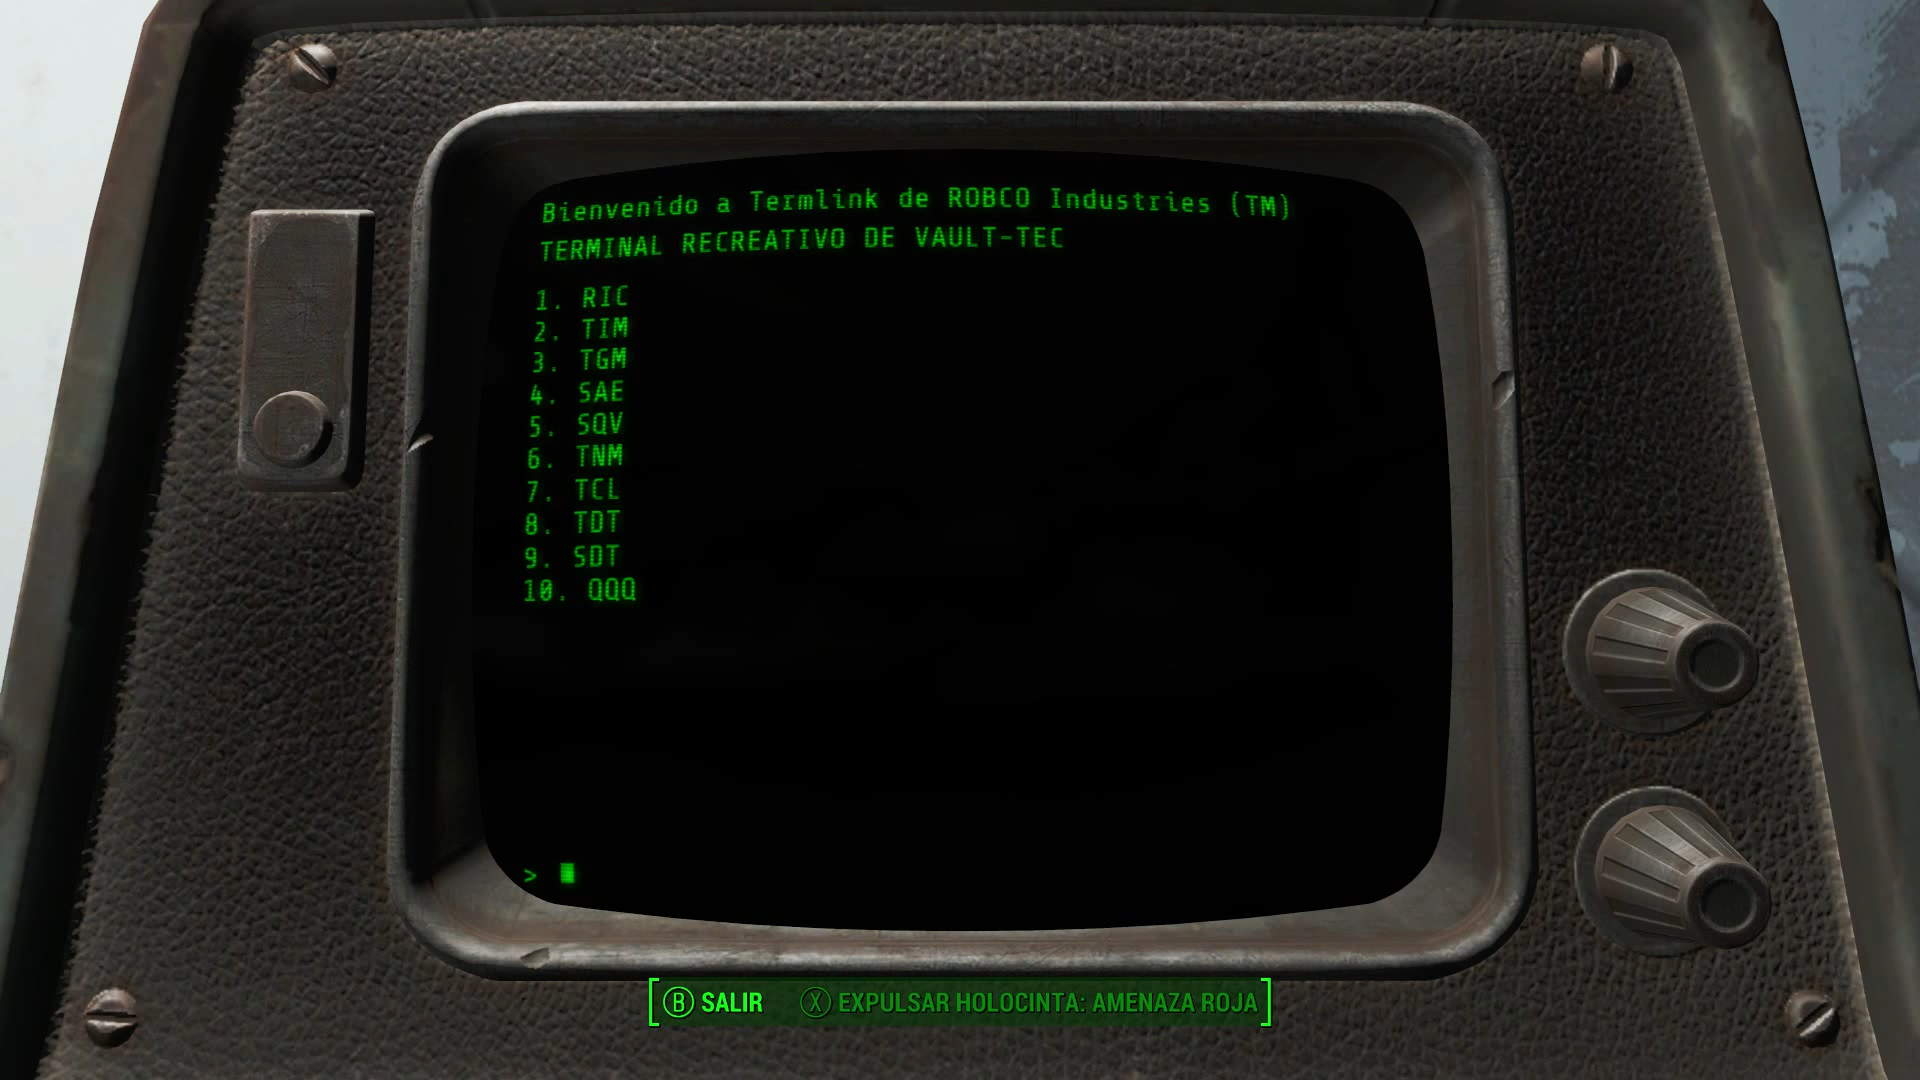 Bienvenido a Termlink de ROBCO Industries (TM)
TERMINAL RECREATIVO DE VAULT-TEC
1. RIC
2. TIM
3. TGM
4. SAE
5. SQV
6. TNM
7. TCL
8. TDT
9. SDT
10. QQQ
>
B SALIR X EXPULSAR HOLOCINTA: AMENAZA ROJA